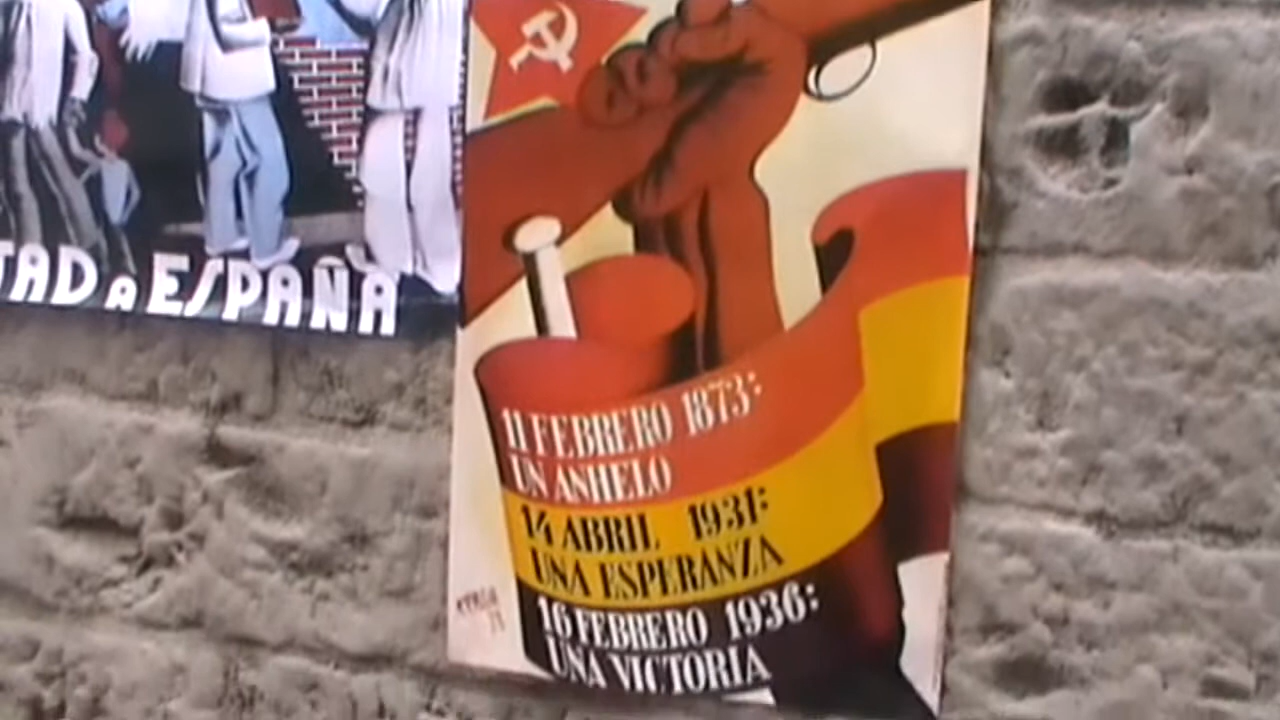 TAD A ESPAÑA
11 FEBRERO 1873:
UN ANHELO
14 ABRIL 1931:
UNA ESPERANZA
16 FEBRERO 1936:
UNA VICTORIA